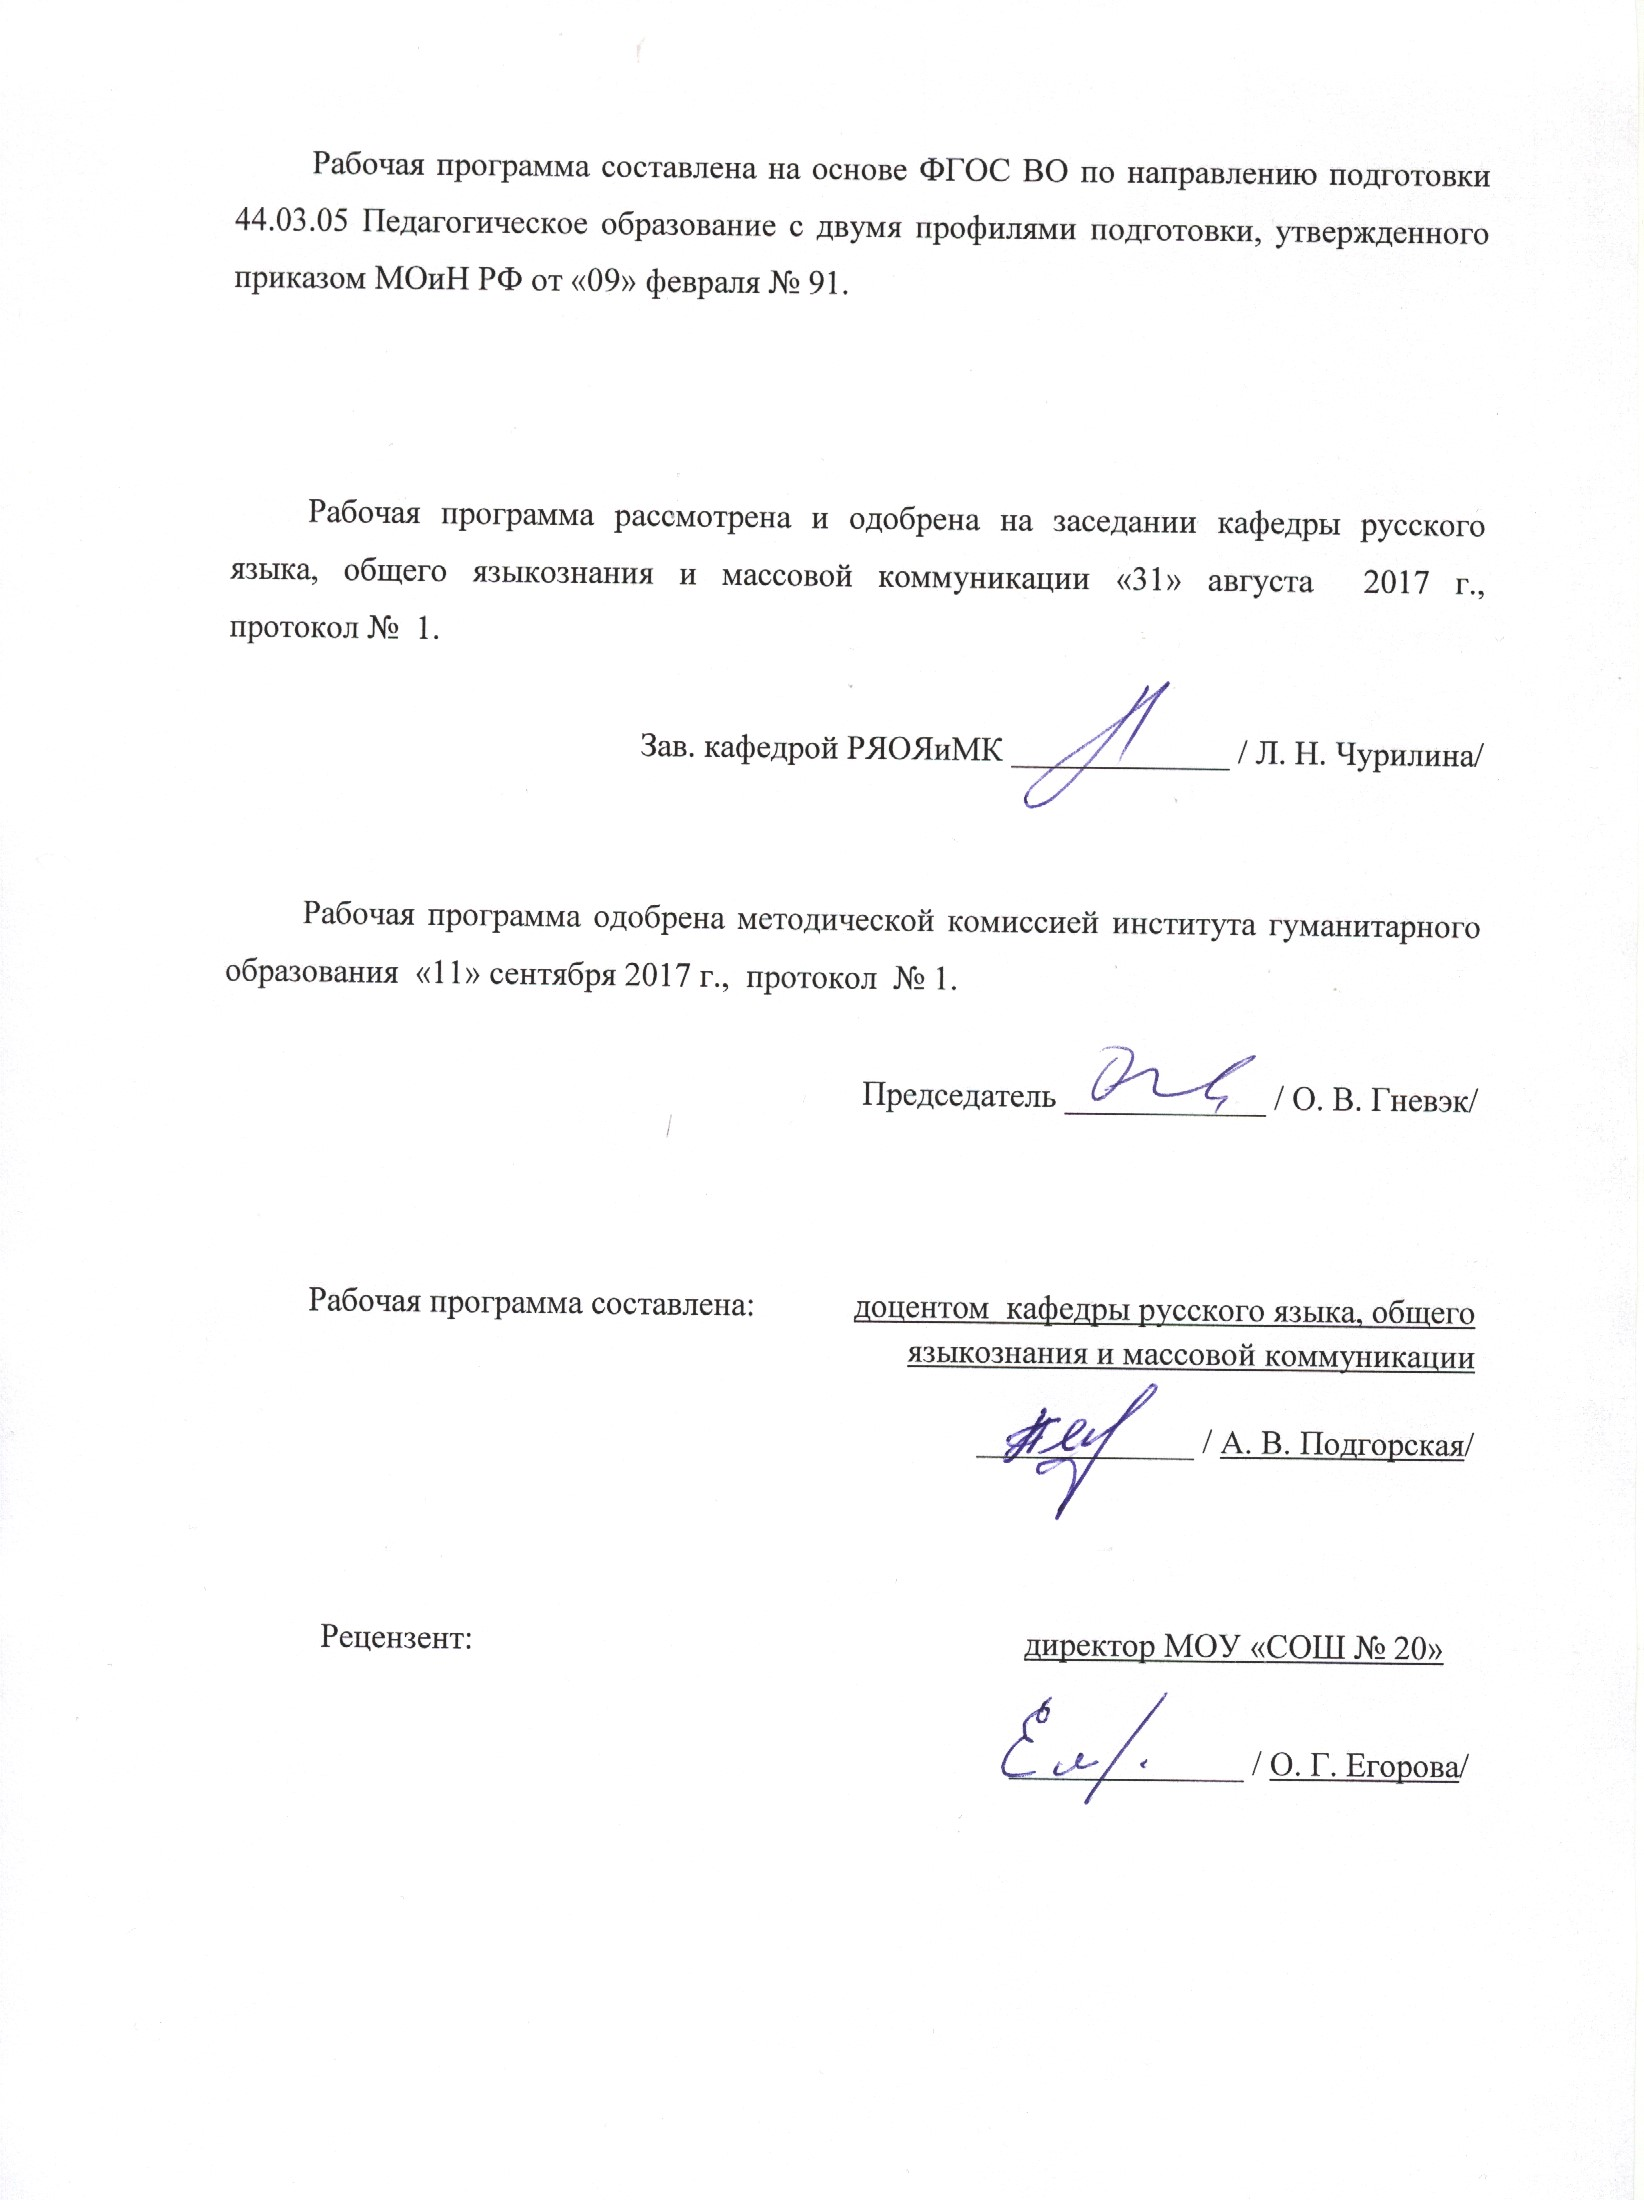 Рабочая программа составлена на основе ФГОС ВО по направлению подготовки
44.03.05 Педагогическое образование с двумя профилями подготовки, утвержденного
приказом МОиН РФ от «09» февраля № 91.
Рабочая программа рассмотрена и одобрена на заседании кафедры русского
языка, общего языкознания и массовой коммуникации «31» августа 2017 г.,
протокол № 1.
Зав. кафедрой РЯОЯиМК _____________ / Л. Н. Чурилина/
Рабочая программа одобрена методической комиссией института гуманитарного
образования «11» сентября 2017 г., протокол № 1.
Председатель ____________ / О. В. Гневэк/
Рабочая программа составлена: доцентом кафедры русского языка, общего
языкознания и массовой коммуникации
_____________ / А. В. Подгорская/
Рецензент: директор МОУ «СОШ № 20»
______________ / О. Г. Егорова/